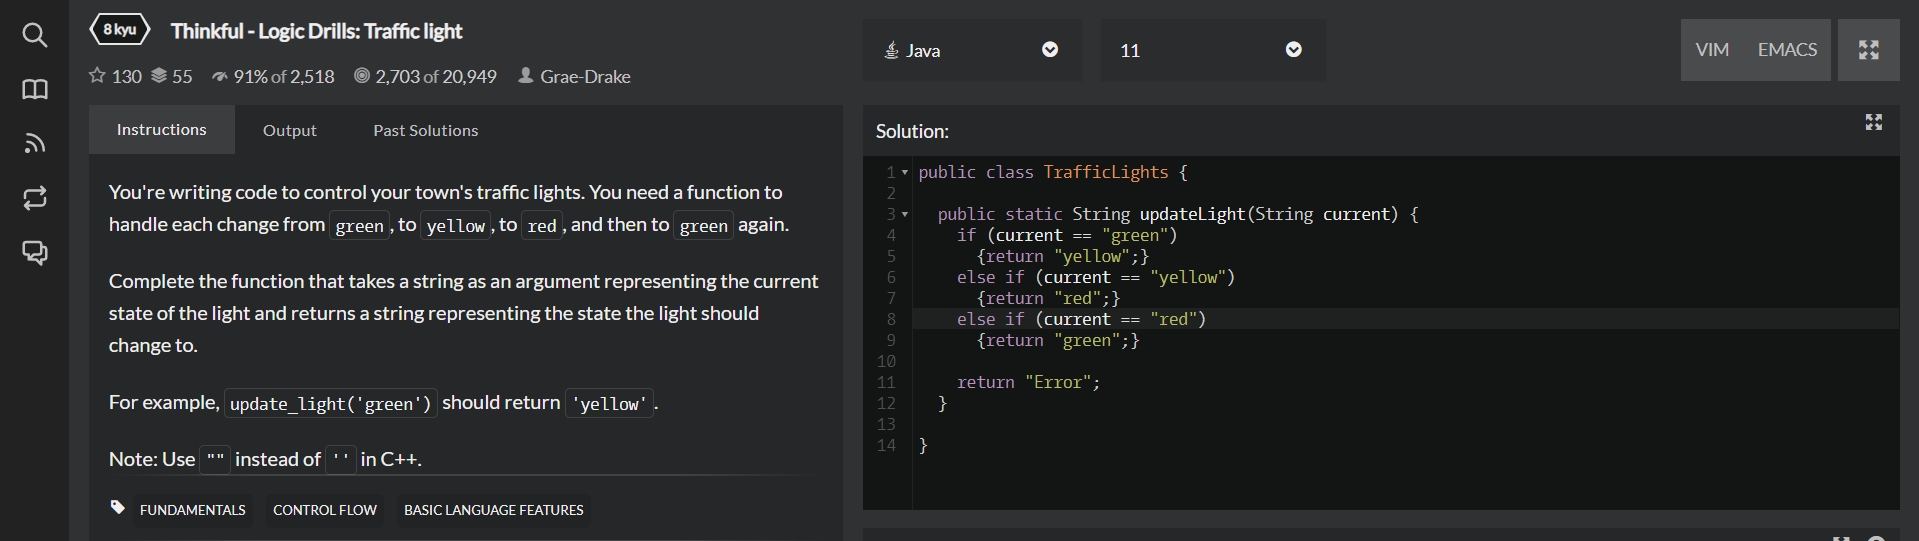 8 kyu Thinkful - Logic Drills: Traffic light
130 55 91% of 2,518 2,703 of 20,949 Grae-Drake
Java 11 VIM EMACS
Instructions Output Past Solutions
You're writing code to control your town's traffic lights. You need a function to
handle each change from green, to yellow, to red, and then to green again.
Complete the function that takes a string as an argument representing the current
state of the light and returns a string representing the state the light should
change to.
For example, update_light('green') should return 'yellow'.
Note: Use "" instead of '' in C++.
FUNDAMENTALS CONTROL FLOW BASIC LANGUAGE FEATURES
Solution:
1 public class TrafficLights {
2
3 public static String updateLight(String current) {
4 if (current == "green")
5 {return "yellow";}
6 else if (current == "yellow")
7 {return "red";}
8 else if (current == "red")
9 {return "green";}
10
11 return "Error";
12 }
13
14 }